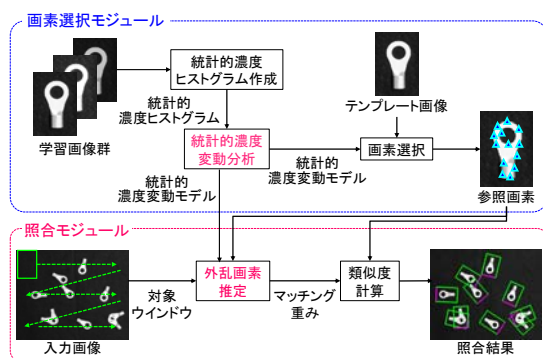 画素選択モジュール
統計的濃度
ヒストグラム作成
学習画像群
統計的
濃度ヒストグラム
テンプレート画像
統計的濃度
変動分析
画素選択
統計的
濃度変動モデル
統計的
濃度変動モデル
参照画素
照合モジュール
外乱画素
推定
類似度
計算
対象
ウインドウ
マッチング
重み
入力画像
照合結果